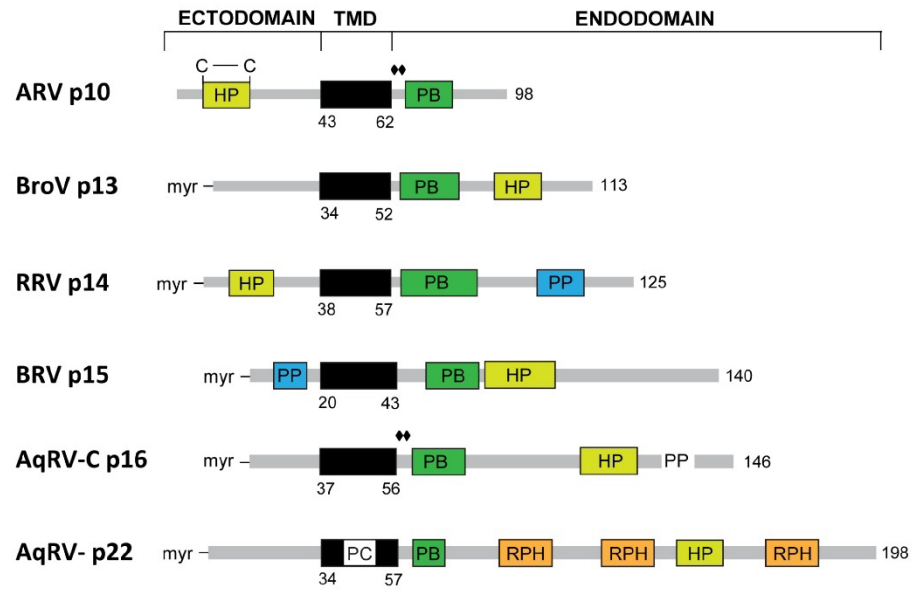 ECTODOMAIN TMD ENDODOMAIN
C C
ARV p10 HP PB 98
43 62
BroV p13 myr PB HP 113
34 52
RRV p14 myr HP PB PP 125
38 57
BRV p15 myr PP PB HP 140
20 43
AqRV-C p16 myr PB HP PP 146
37 56
AqRV- p22 myr PC PB RPH RPH HP RPH 198
34 57